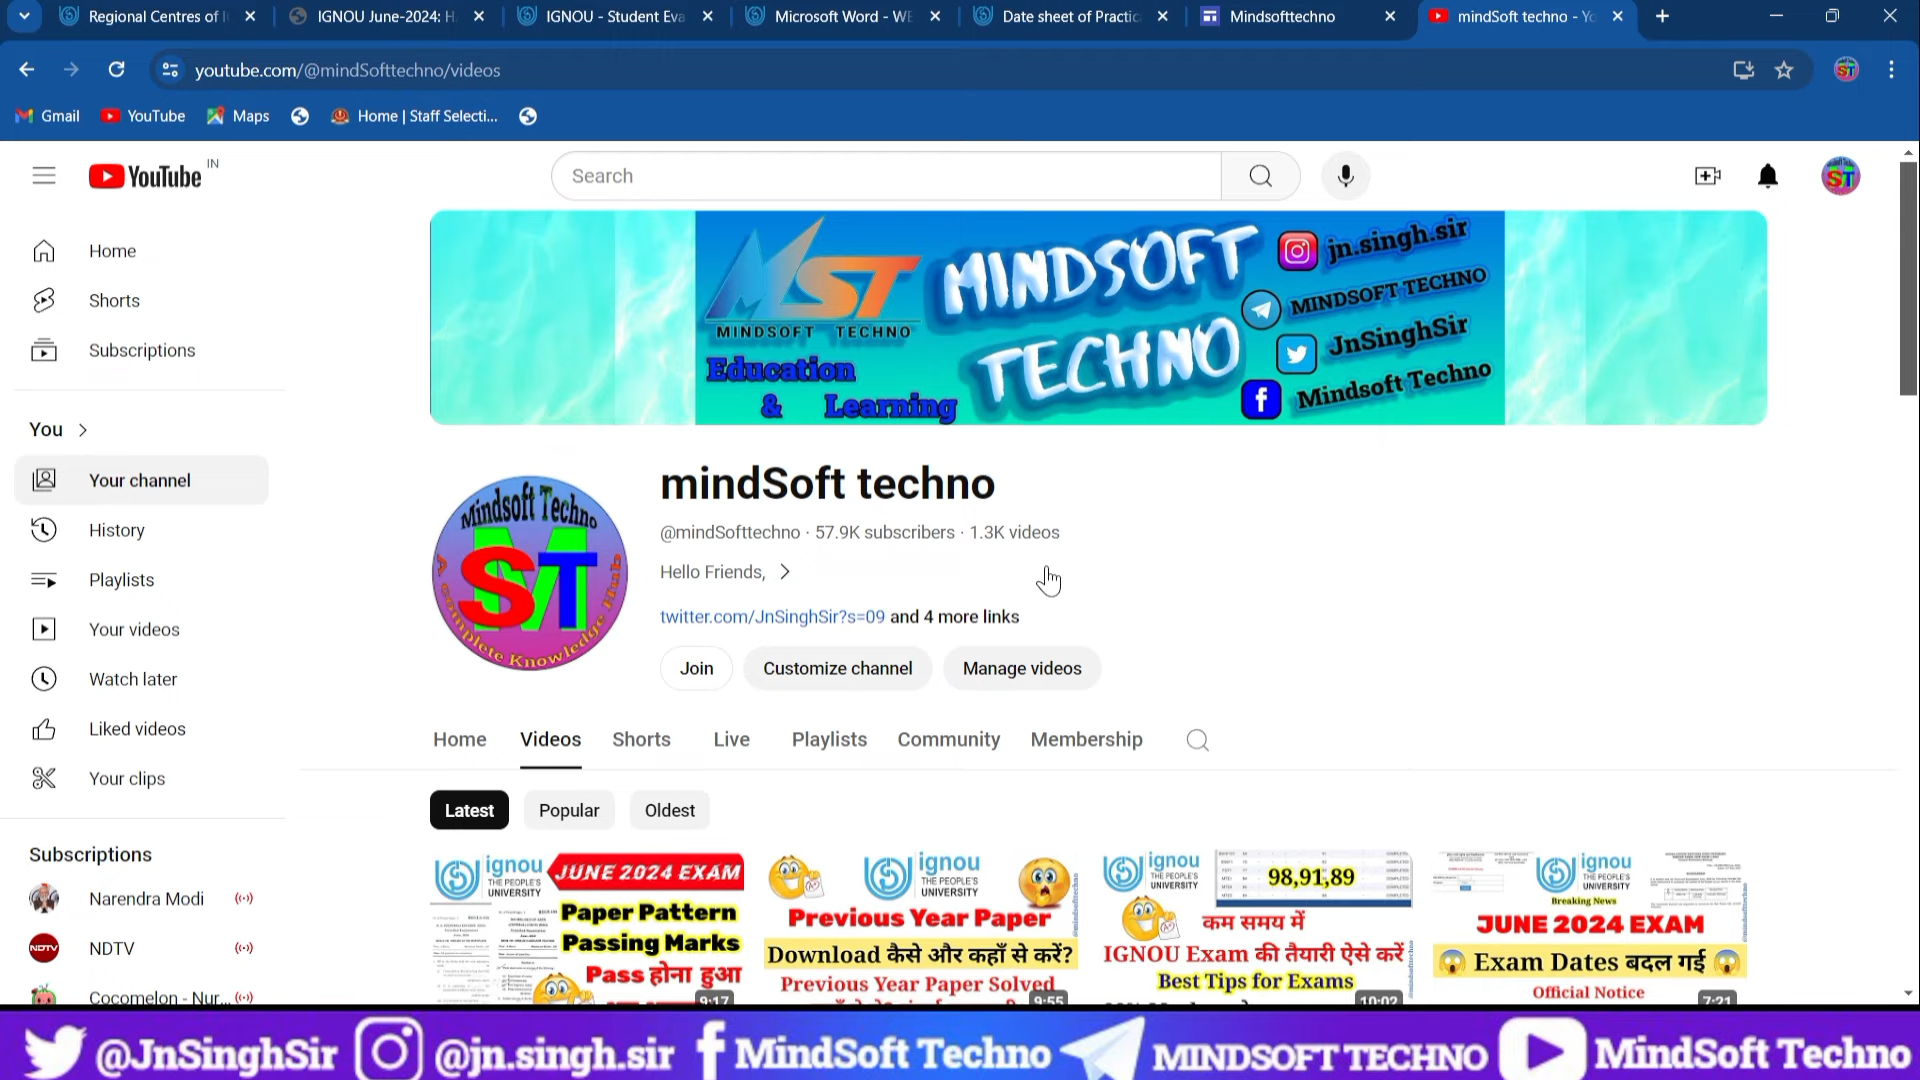 Regional Centres of I
IGNOU June-2024: H
IGNOU - Student Eva
Microsoft Word - WE
Date sheet of Practic
Mindsofttechno
mindSoft techno - Yo
youtube.com/@mindSofttechno/videos
Gmail
YouTube
Maps
Home | Staff Selecti...
YouTube IN
Search
Home
Shorts
Subscriptions
You
Your channel
History
Playlists
Your videos
Watch later
Liked videos
Your clips
Subscriptions
Narendra Modi
NDTV
Cocomelon - Nur...
MST
MINDSOFT TECHNO
Education
& Learning
MINDSOFT
TECHNO
jn.singh.sir
MINDSOFT TECHNO
JnSinghSir
Mindsoft Techno
Mindsoft Techno
SMT
A Complete Knowledge Hub
mindSoft techno
@mindSofttechno · 57.9K subscribers · 1.3K videos
Hello Friends,
twitter.com/JnSinghSir?s=09 and 4 more links
Join
Customize channel
Manage videos
Home
Videos
Shorts
Live
Playlists
Community
Membership
Latest
Popular
Oldest
ignou
THE PEOPLE'S
UNIVERSITY
JUNE 2024 EXAM
Paper Pattern
Passing Marks
Pass होना हुआ
9:17
ignou
THE PEOPLE'S
UNIVERSITY
Previous Year Paper
Download कैसे और कहाँ से करें?
Previous Year Paper Solved
9:55
ignou
THE PEOPLE'S
UNIVERSITY
98,91,89
कम समय में
IGNOU Exam की तैयारी ऐसे करें
Best Tips for Exams
10:02
ignou
THE PEOPLE'S
UNIVERSITY
Breaking News
JUNE 2024 EXAM
Exam Dates बदल गई
Official Notice
7:21
@JnSinghSir
@jn.singh.sir
MindSoft Techno
MINDSOFT TECHNO
MindSoft Techno